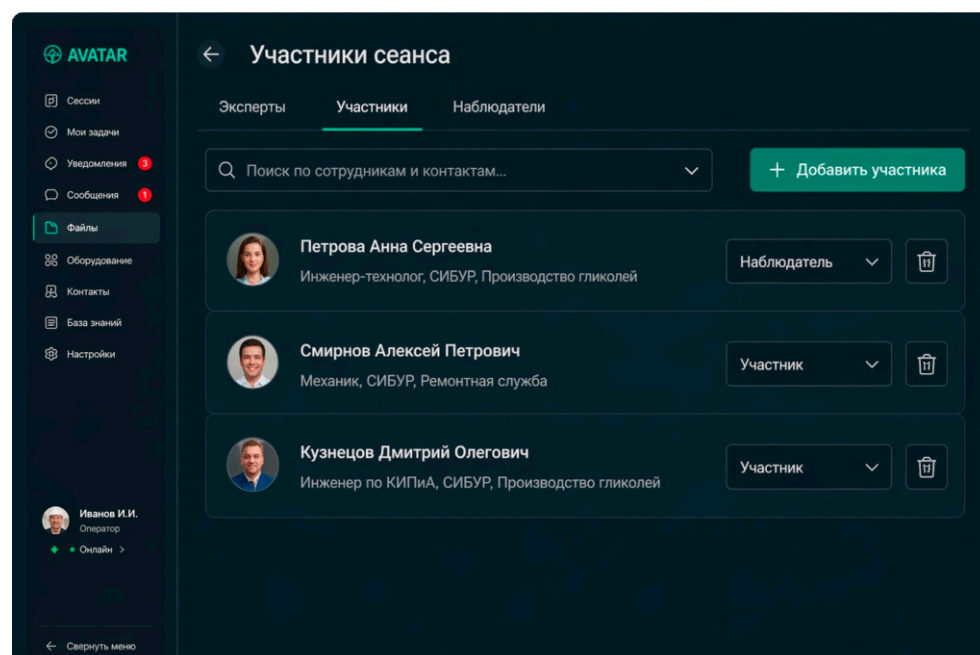 AVATAR
Сессии
Мои задачи
Уведомления 3
Сообщения 1
Файлы
Оборудование
Контакты
База знаний
Настройки
Иванов И.И.
Оператор
Онлайн
Свернуть меню
Участники сеанса
Эксперты Участники Наблюдатели
Поиск по сотрудникам и контактам...
+ Добавить участника
Петрова Анна Сергеевна
Инженер-технолог, СИБУР, Производство гликолей
Наблюдатель
Смирнов Алексей Петрович
Механик, СИБУР, Ремонтная служба
Участник
Кузнецов Дмитрий Олегович
Инженер по КИПиА, СИБУР, Производство гликолей
Участник